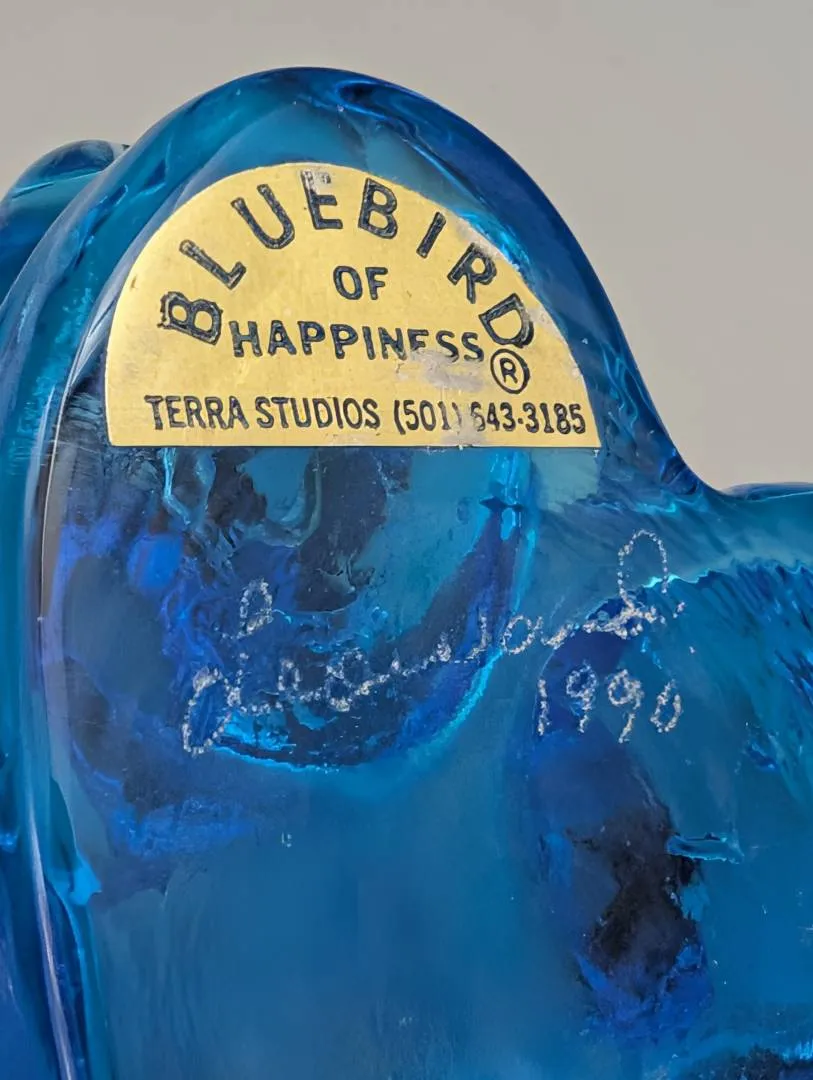 BLUEBIRD
OF
HAPPINESS®
TERRA STUDIOS (501) 643-3185
1990